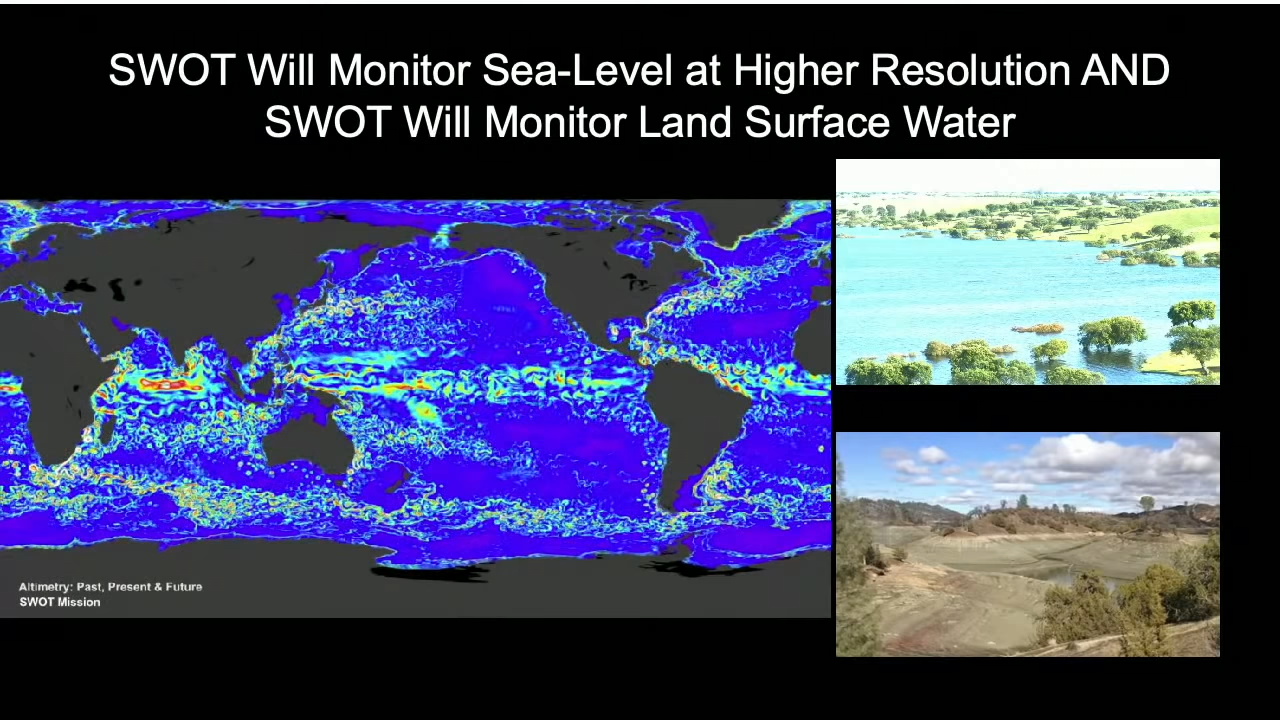 SWOT Will Monitor Sea-Level at Higher Resolution AND
SWOT Will Monitor Land Surface Water
Altimetry: Past, Present & Future
SWOT Mission